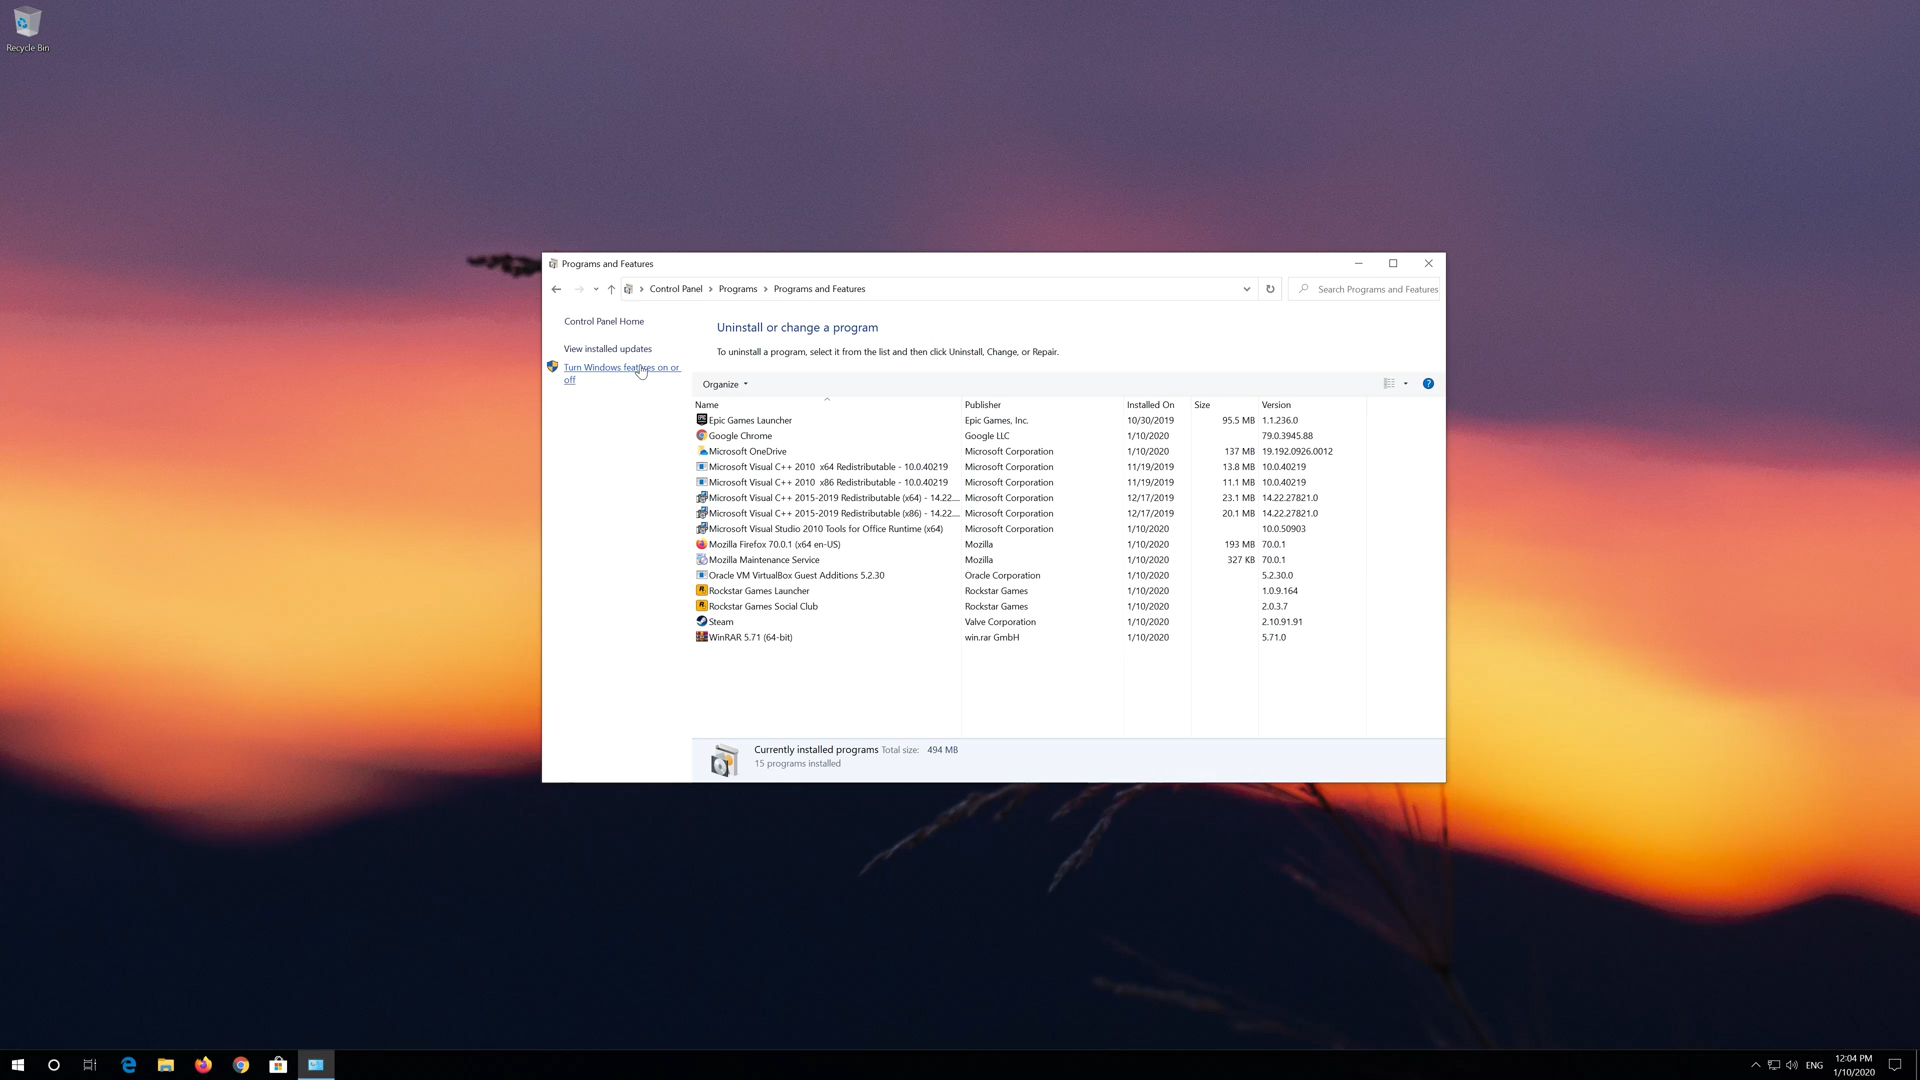 Recycle Bin
Programs and Features
Control Panel > Programs > Programs and Features
Search Programs and Features
Control Panel Home
View installed updates
Turn Windows features on or
off
Uninstall or change a program
To uninstall a program, select it from the list and then click Uninstall, Change, or Repair.
Organize
Name Publisher Installed On Size Version
Epic Games Launcher Epic Games, Inc. 10/30/2019 95.5 MB 1.1.236.0
Google Chrome Google LLC 1/10/2020 79.0.3945.88
Microsoft OneDrive Microsoft Corporation 1/10/2020 137 MB 19.192.0926.0012
Microsoft Visual C++ 2010  x64 Redistributable - 10.0.40219 Microsoft Corporation 11/19/2019 13.8 MB 10.0.40219
Microsoft Visual C++ 2010  x86 Redistributable - 10.0.40219 Microsoft Corporation 11/19/2019 11.1 MB 10.0.40219
Microsoft Visual C++ 2015-2019 Redistributable (x64) - 14.22.... Microsoft Corporation 12/17/2019 23.1 MB 14.22.27821.0
Microsoft Visual C++ 2015-2019 Redistributable (x86) - 14.22.... Microsoft Corporation 12/17/2019 20.1 MB 14.22.27821.0
Microsoft Visual Studio 2010 Tools for Office Runtime (x64) Microsoft Corporation 1/10/2020 10.0.50903
Mozilla Firefox 70.0.1 (x64 en-US) Mozilla 1/10/2020 193 MB 70.0.1
Mozilla Maintenance Service Mozilla 1/10/2020 327 KB 70.0.1
Oracle VM VirtualBox Guest Additions 5.2.30 Oracle Corporation 1/10/2020 5.2.30.0
Rockstar Games Launcher Rockstar Games 1/10/2020 1.0.9.164
Rockstar Games Social Club Rockstar Games 1/10/2020 2.0.3.7
Steam Valve Corporation 1/10/2020 2.10.91.91
WinRAR 5.71 (64-bit) win.rar GmbH 1/10/2020 5.71.0
Currently installed programs Total size: 494 MB
15 programs installed
ENG
12:04 PM
1/10/2020